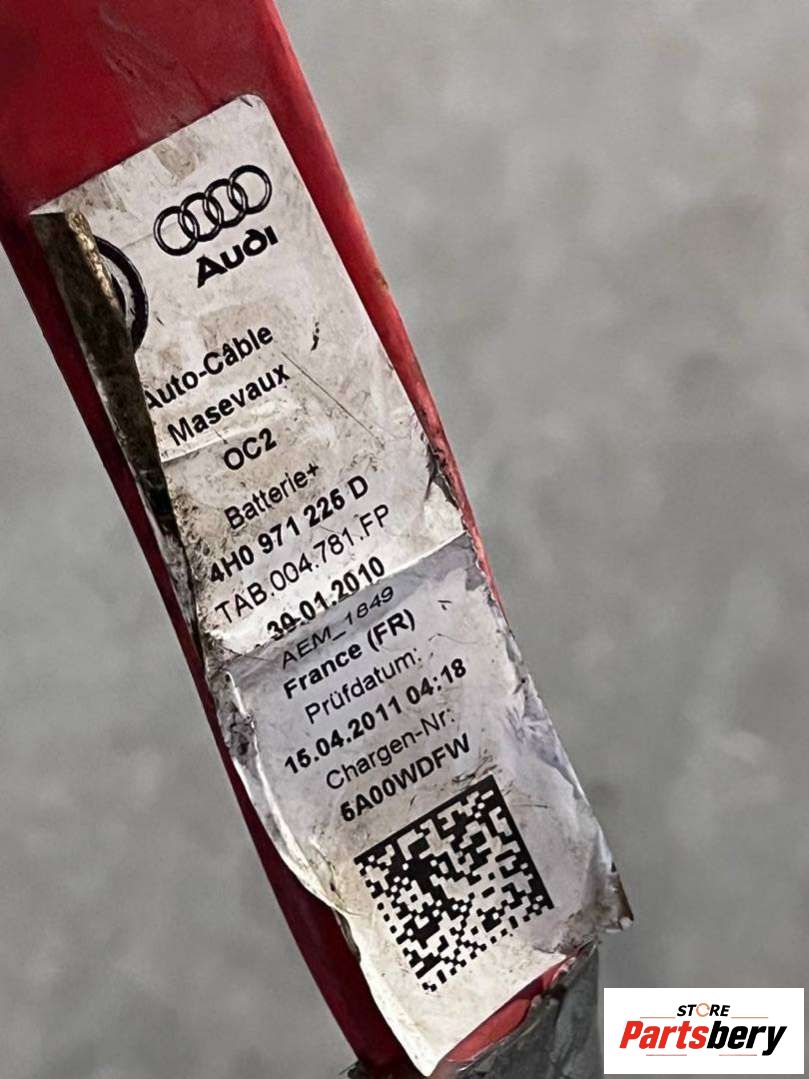 Audi
Auto-Câble
Masevaux
OC2
Batterie+
4H0 971 225 D
TAB.004.781.FP
39.01.2010
AEM_1849
France (FR)
Prüfdatum:
15.04.2011 04:18
Chargen-Nr:
5A00WDFW
STORE
Partsbery